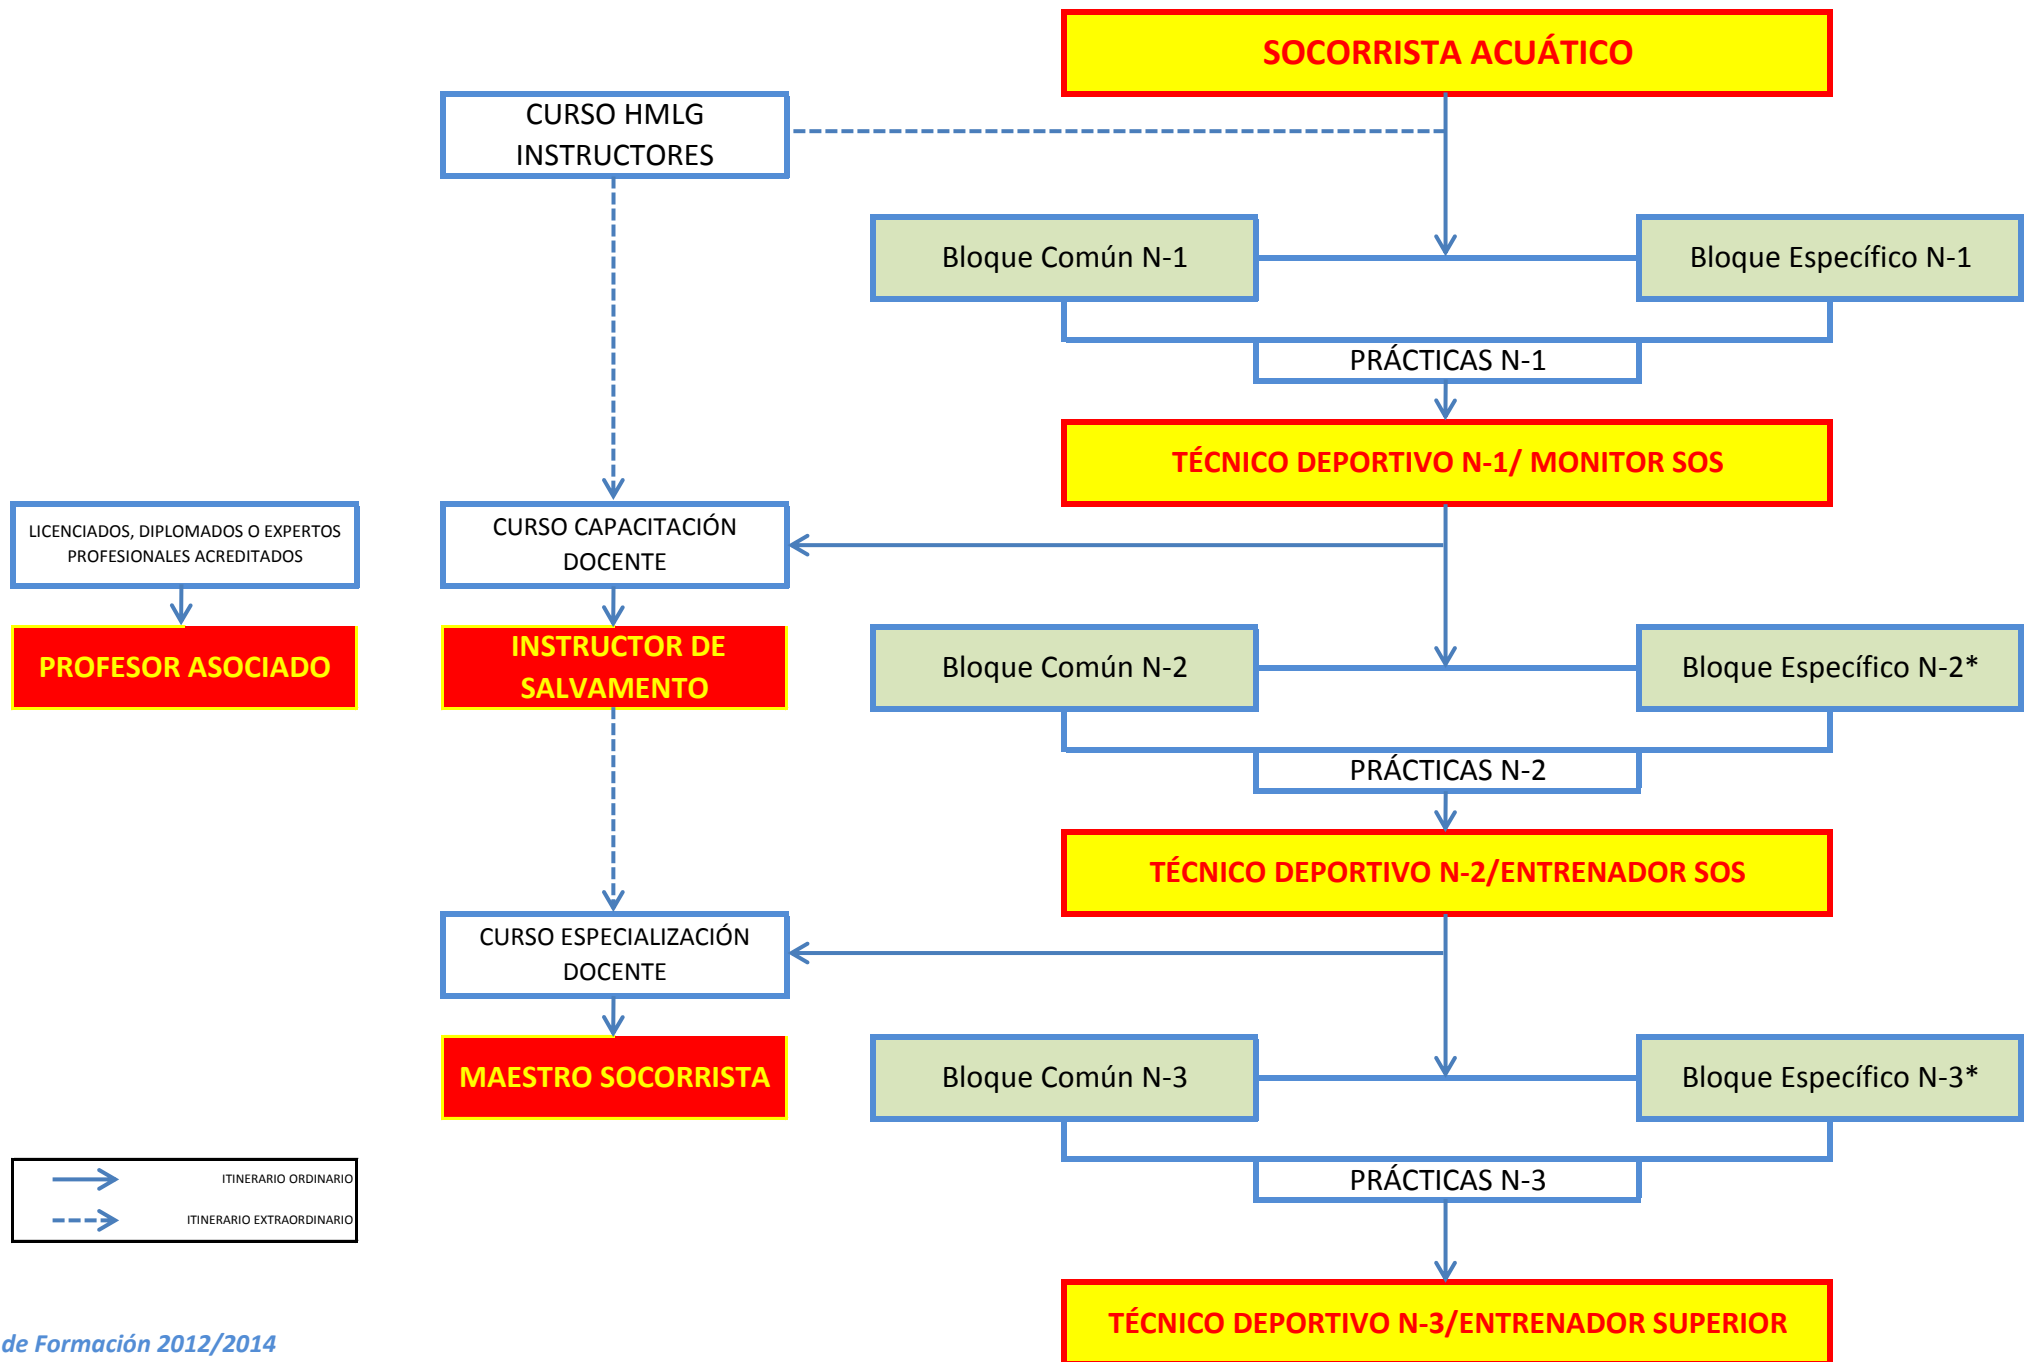 SOCORRISTA ACUÁTICO
CURSO HMLG
INSTRUCTORES
Bloque Común N-1
Bloque Específico N-1
PRÁCTICAS N-1
TÉCNICO DEPORTIVO N-1/ MONITOR SOS
LICENCIADOS, DIPLOMADOS O EXPERTOS
PROFESIONALES ACREDITADOS
CURSO CAPACITACIÓN
DOCENTE
PROFESOR ASOCIADO
INSTRUCTOR DE
SALVAMENTO
Bloque Común N-2
Bloque Específico N-2*
PRÁCTICAS N-2
TÉCNICO DEPORTIVO N-2/ENTRENADOR SOS
CURSO ESPECIALIZACIÓN
DOCENTE
MAESTRO SOCORRISTA
Bloque Común N-3
Bloque Específico N-3*
PRÁCTICAS N-3
ITINERARIO ORDINARIO
ITINERARIO EXTRAORDINARIO
TÉCNICO DEPORTIVO N-3/ENTRENADOR SUPERIOR
de Formación 2012/2014